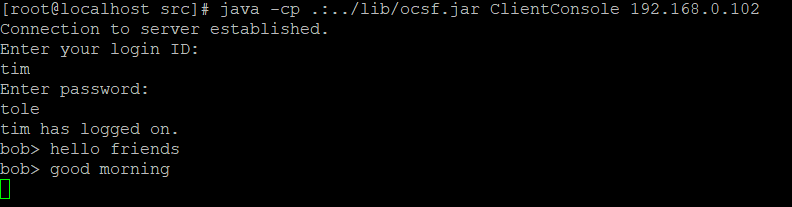 [root@localhost src]# java -cp .:../lib/ocsf.jar ClientConsole 192.168.0.102
Connection to server established.
Enter your login ID:
tim
Enter password:
tole
tim has logged on.
bob> hello friends
bob> good morning